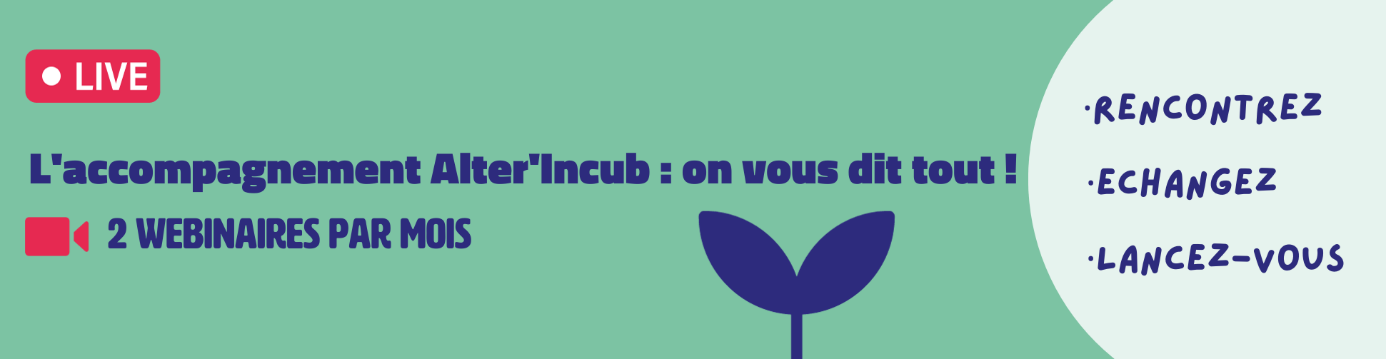 LIVE
L'accompagnement Alter'Incub : on vous dit tout !
2 WEBINAIRES PAR MOIS
·RENCONTREZ
·ECHANGEZ
·LANCEZ-VOUS